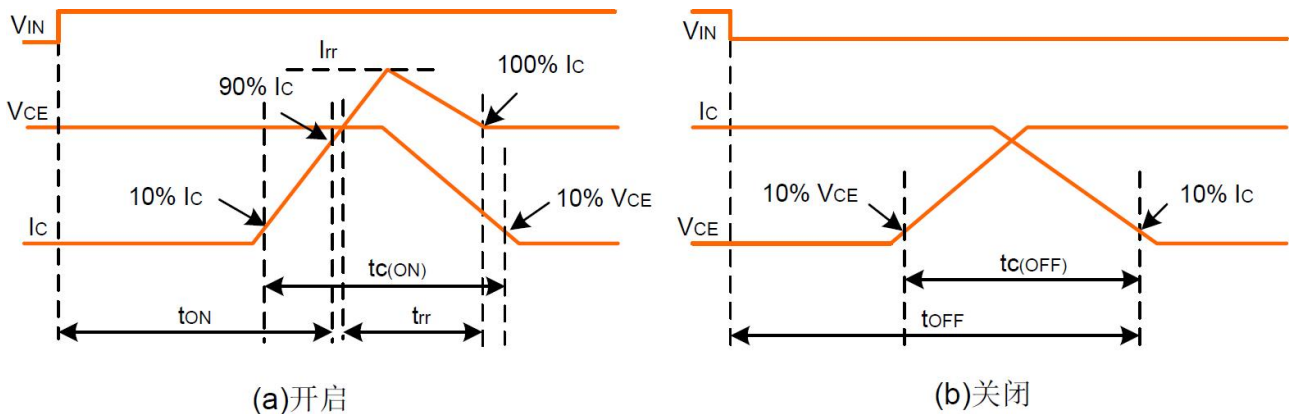 VIN
Irr
90% IC
100% IC
VCE
10% IC
10% VCE
IC
tC(ON)
tON
trr
(a)开启
VIN
IC
10% VCE
10% IC
VCE
tC(OFF)
tOFF
(b)关闭